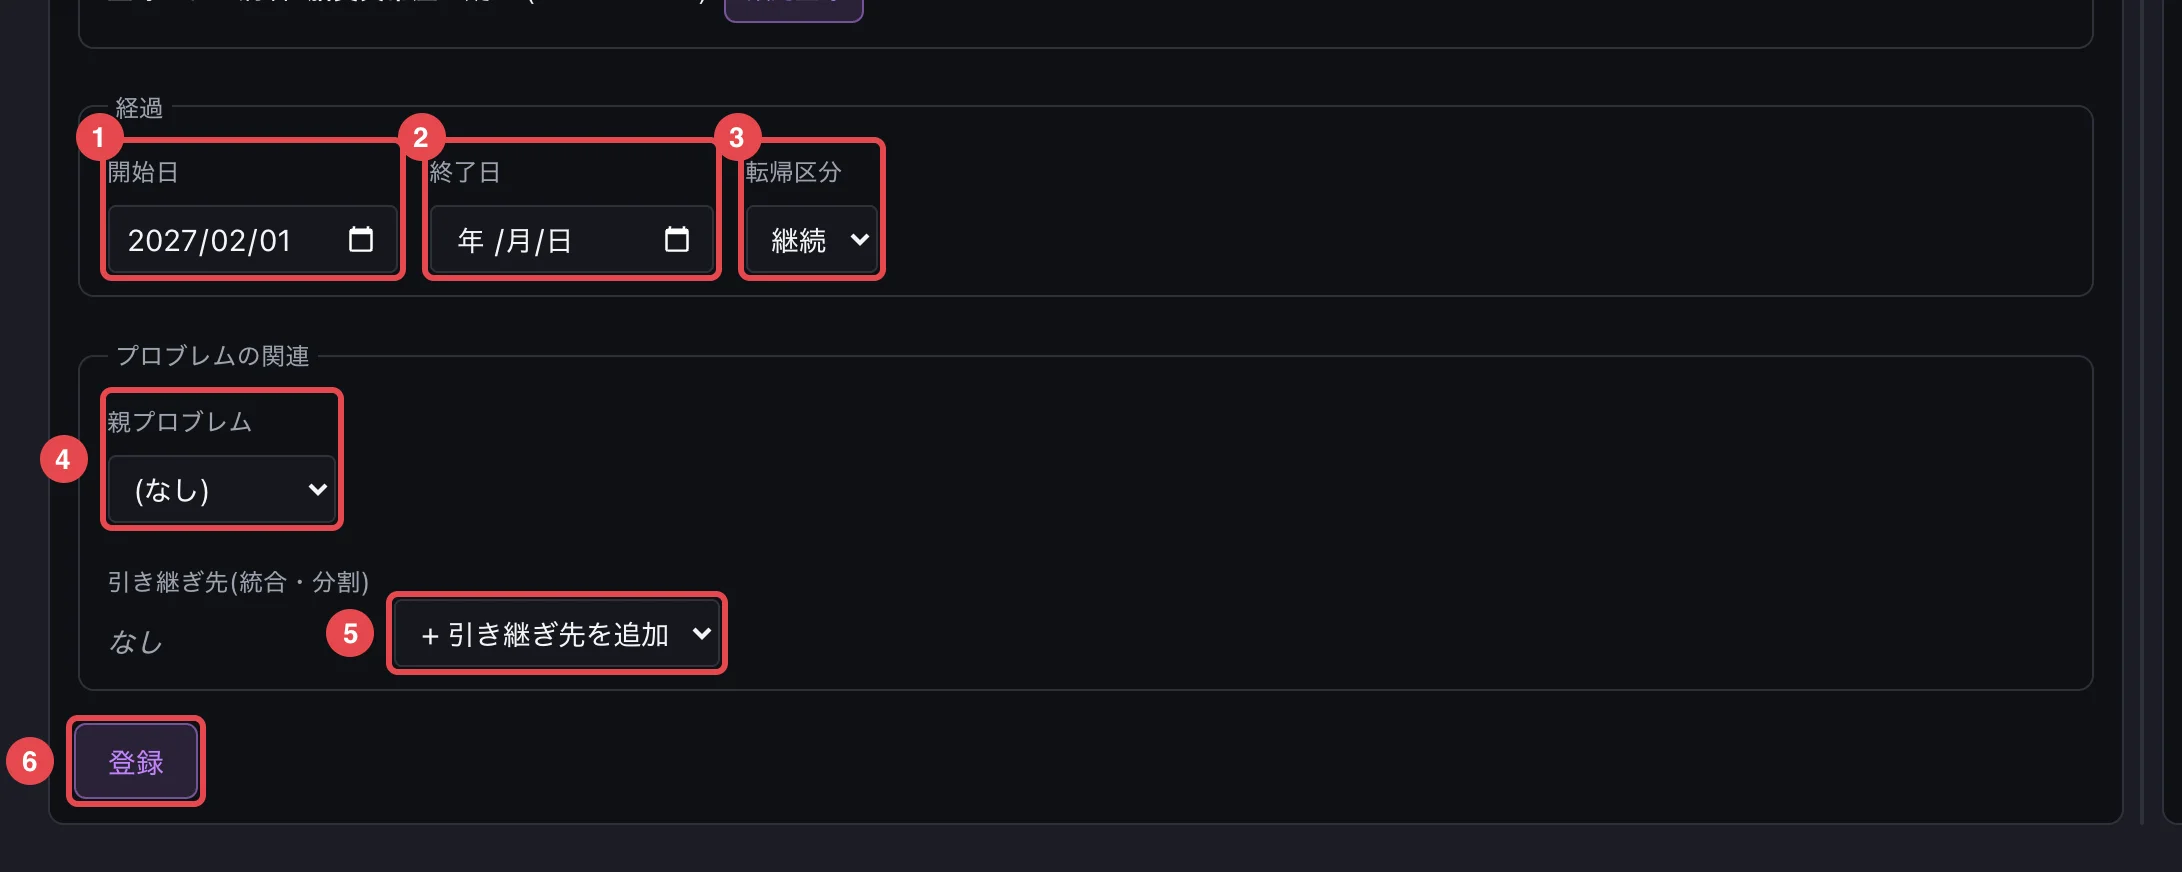 経過
1 2 3
開始日 終了日 転帰区分
2027/02/01 年 /月/日 継続
プロブレムの関連
親プロブレム
4
(なし)
引き継ぎ先(統合・分割)
なし 5 + 引き継ぎ先を追加
6 登録